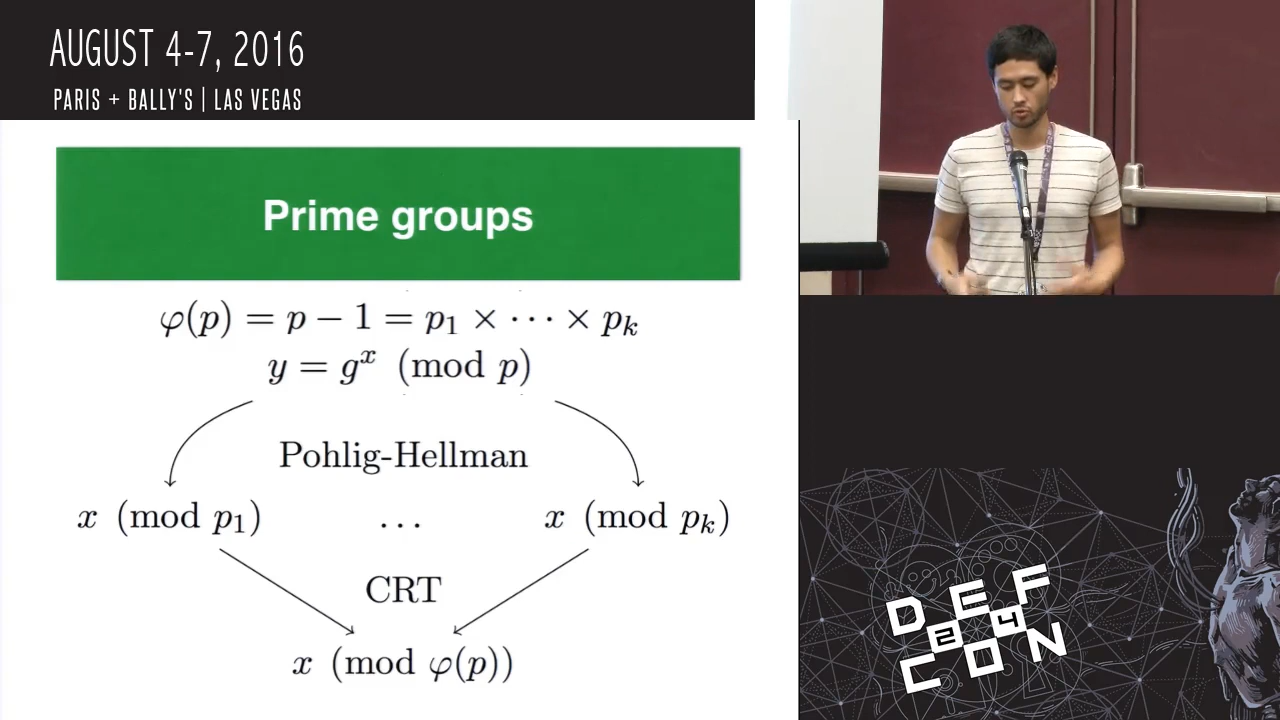 AUGUST 4-7, 2016
PARIS + BALLY'S | LAS VEGAS
Prime groups
φ(p) = p − 1 = p₁ × ··· × pₖ
y = gˣ (mod p)
Pohlig-Hellman
x (mod p₁) ... x (mod pₖ)
CRT
x (mod φ(p))
DEF
24
CON